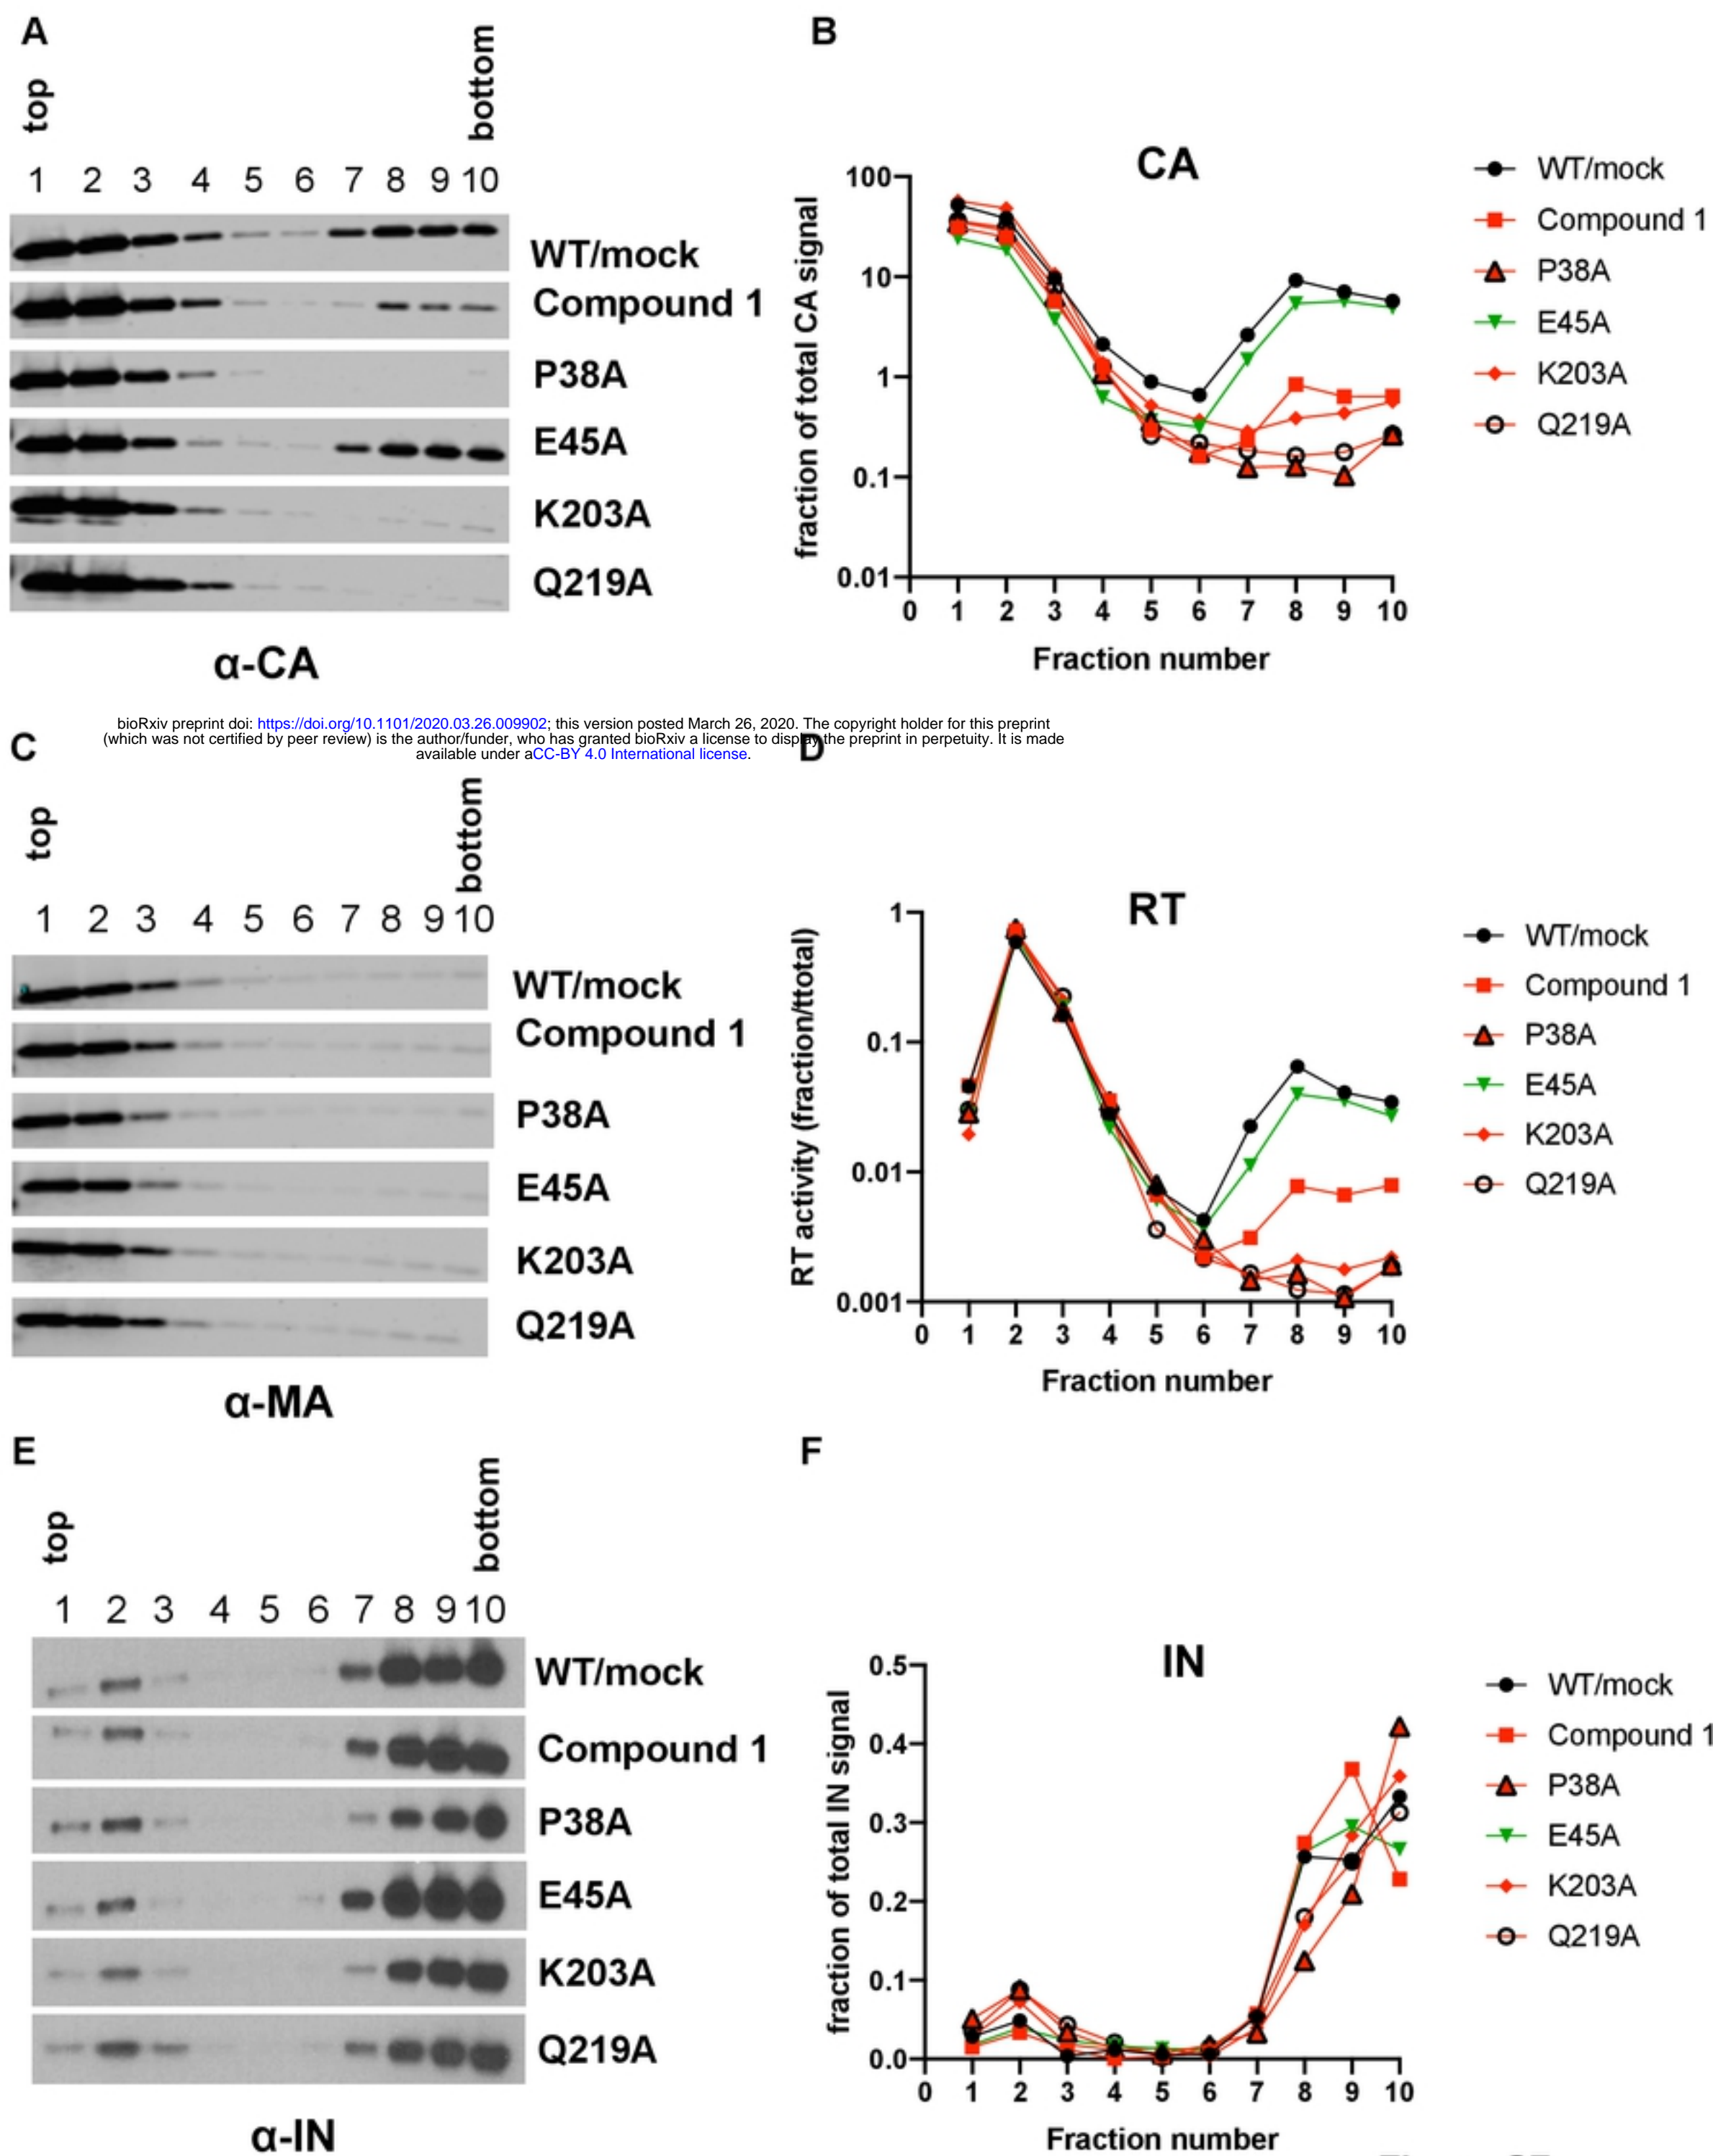 A
top
bottom
1 2 3 4 5 6 7 8 9 10
WT/mock
Compound 1
P38A
E45A
K203A
Q219A
α-CA
B
CA
fraction of total CA signal
100
10
1
0.1
0.01
0 1 2 3 4 5 6 7 8 9 10
Fraction number
WT/mock
Compound 1
P38A
E45A
K203A
Q219A
bioRxiv preprint doi: https://doi.org/10.1101/2020.03.26.009902; this version posted March 26, 2020. The copyright holder for this preprint
(which was not certified by peer review) is the author/funder, who has granted bioRxiv a license to display the preprint in perpetuity. It is made
available under aCC-BY 4.0 International license.
C
top
bottom
1 2 3 4 5 6 7 8 9 10
WT/mock
Compound 1
P38A
E45A
K203A
Q219A
α-MA
D
RT
RT activity (fraction/ttotal)
1
0.1
0.01
0.001
0 1 2 3 4 5 6 7 8 9 10
Fraction number
WT/mock
Compound 1
P38A
E45A
K203A
Q219A
E
top
bottom
1 2 3 4 5 6 7 8 9 10
WT/mock
Compound 1
P38A
E45A
K203A
Q219A
α-IN
F
IN
fraction of total IN signal
0.5
0.4
0.3
0.2
0.1
0.0
0 1 2 3 4 5 6 7 8 9 10
Fraction number
WT/mock
Compound 1
P38A
E45A
K203A
Q219A